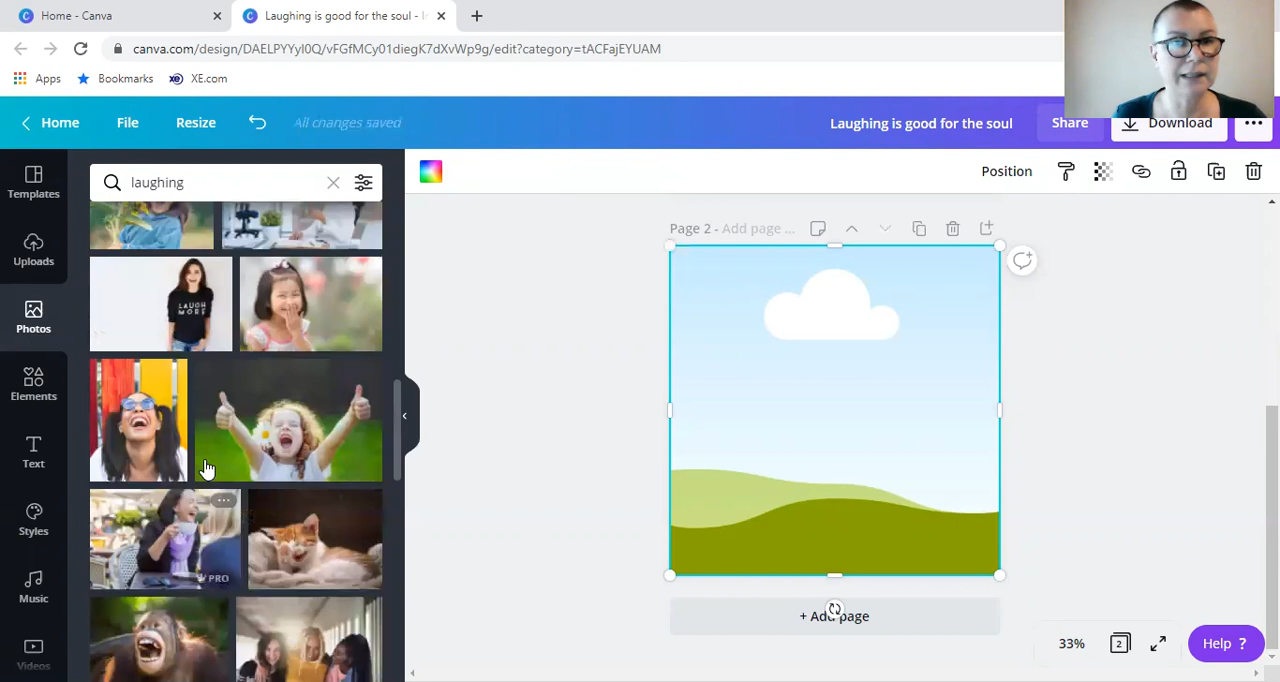 Home - Canva
Laughing is good for the soul - I
canva.com/design/DAELPYYyI0Q/vFGfMCy01diegK7dXvWp9g/edit?category=tACFajEYUAM
Apps
Bookmarks
XE.com
Home
File
Resize
All changes saved
Laughing is good for the soul
Share
Download
Templates
Uploads
Photos
Elements
Text
Styles
Music
Videos
laughing
LAUGH
MORE
PRO
Position
Page 2 - Add page ...
+ Add page
33%
2
Help ?